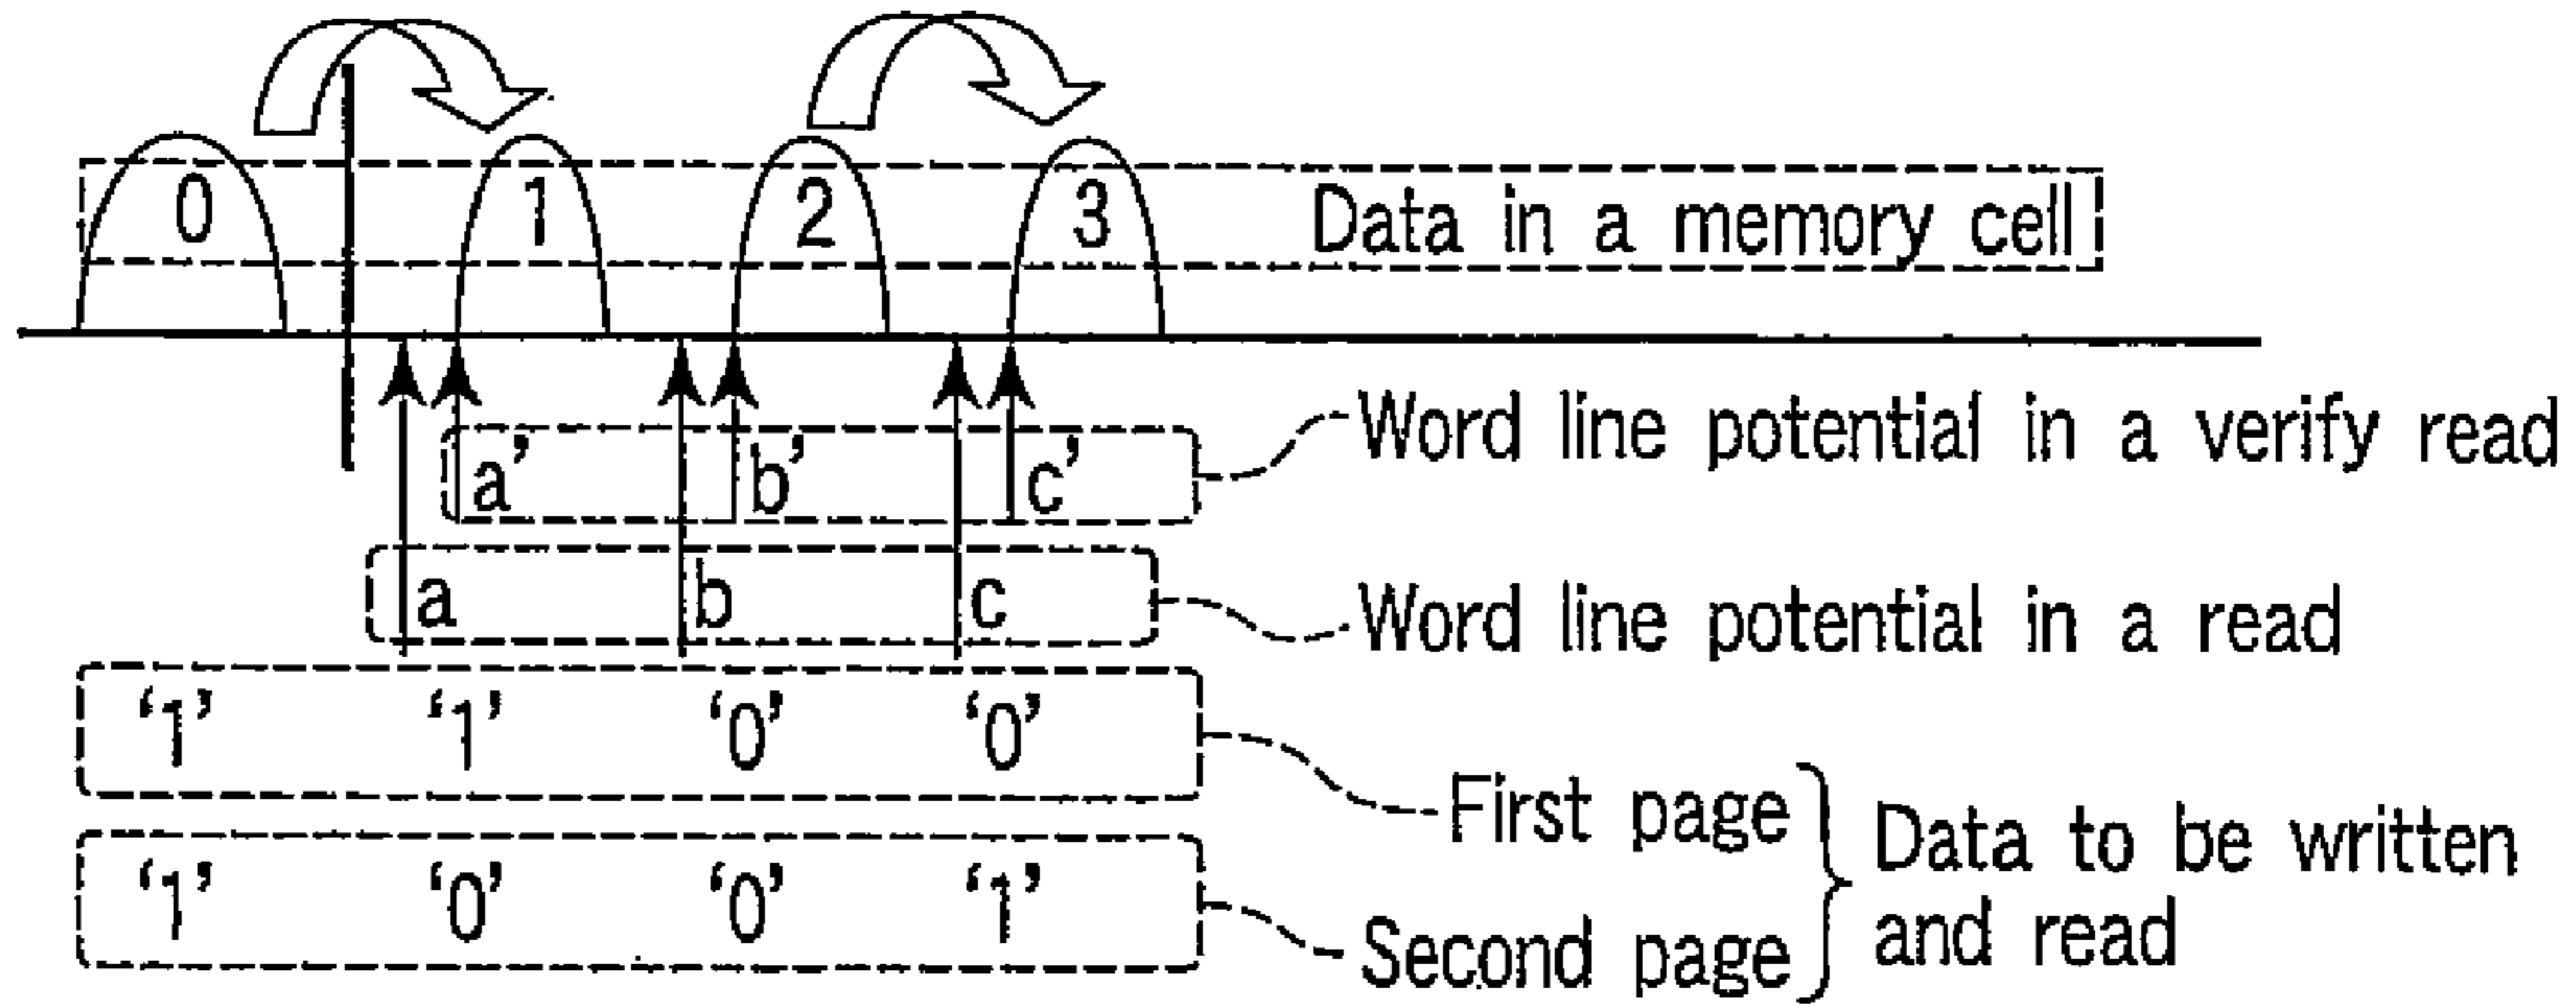 0 1 2 3 Data in a memory cell
a’ b’ c’ Word line potential in a verify read
a b c Word line potential in a read
‘1’ ‘1’ ‘0’ ‘0’
First page
‘1’ ‘0’ ‘0’ ‘1’
Second page
Data to be written
and read